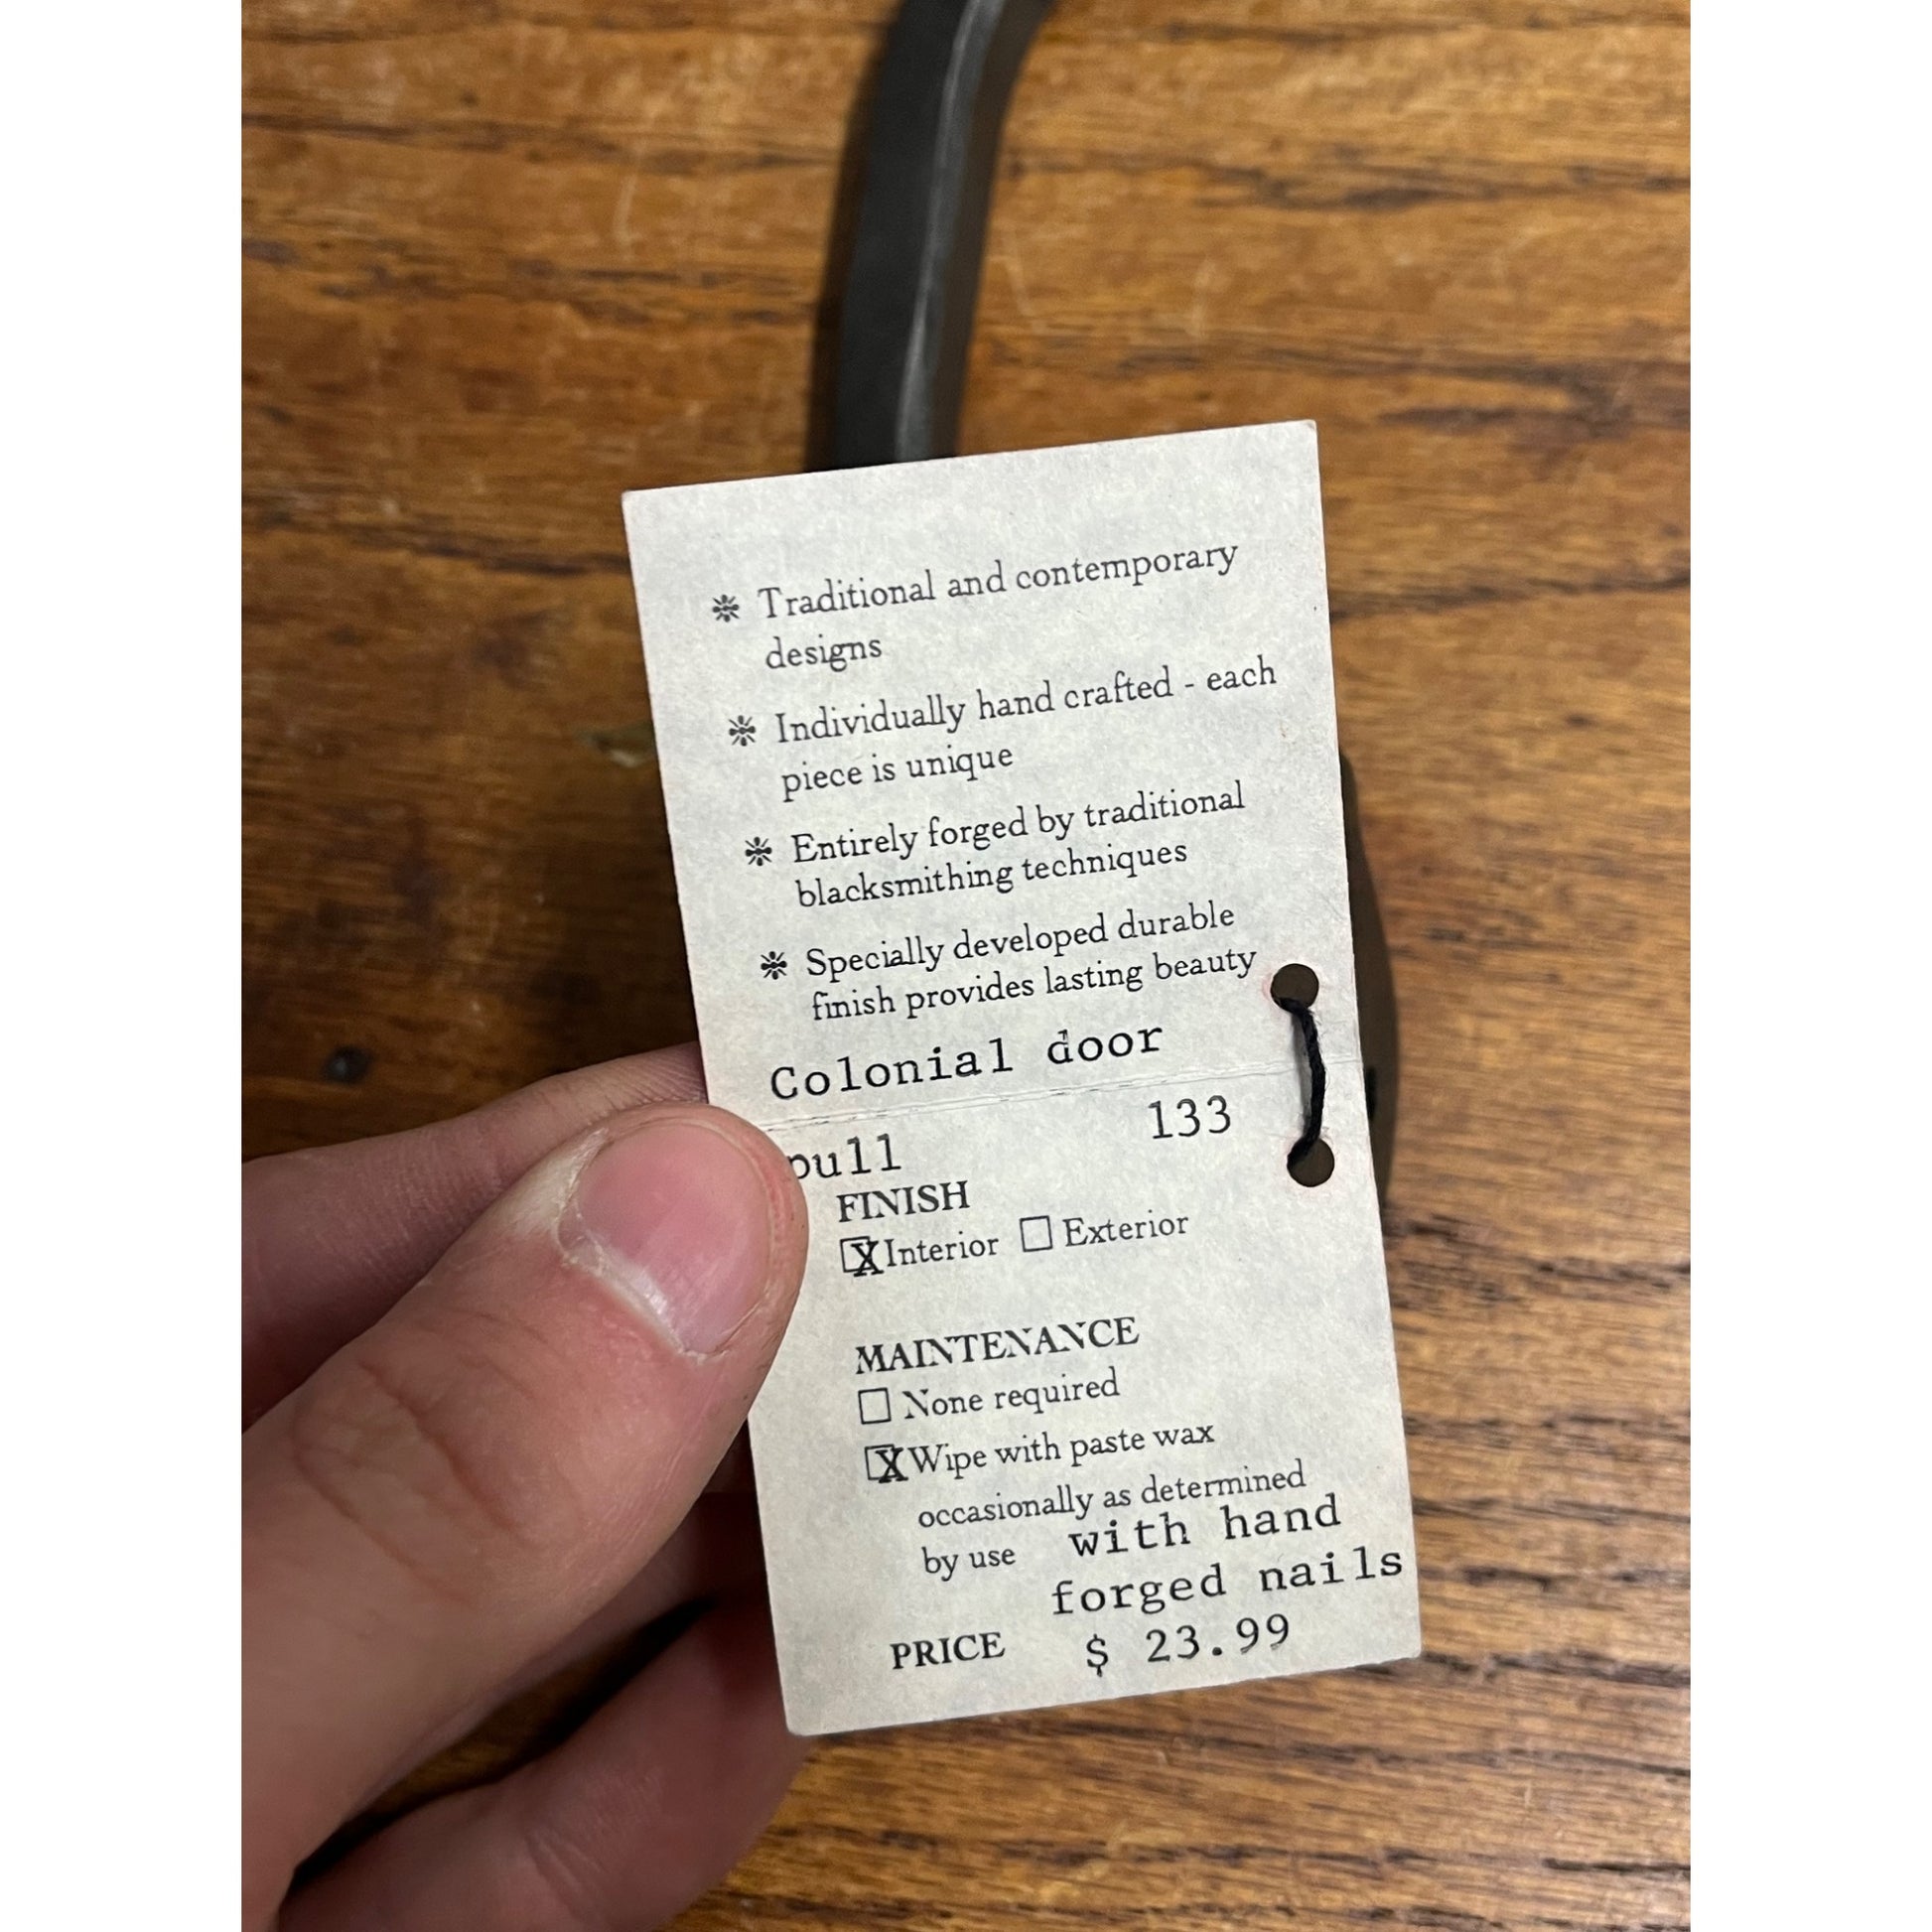 Traditional and contemporary
designs
Individually hand crafted - each
piece is unique
Entirely forged by traditional
blacksmithing techniques
Specially developed durable
finish provides lasting beauty
Colonial door
pull 133
FINISH
X Interior Exterior
MAINTENANCE
None required
X Wipe with paste wax
occasionally as determined
by use with hand
forged nails
PRICE $ 23.99